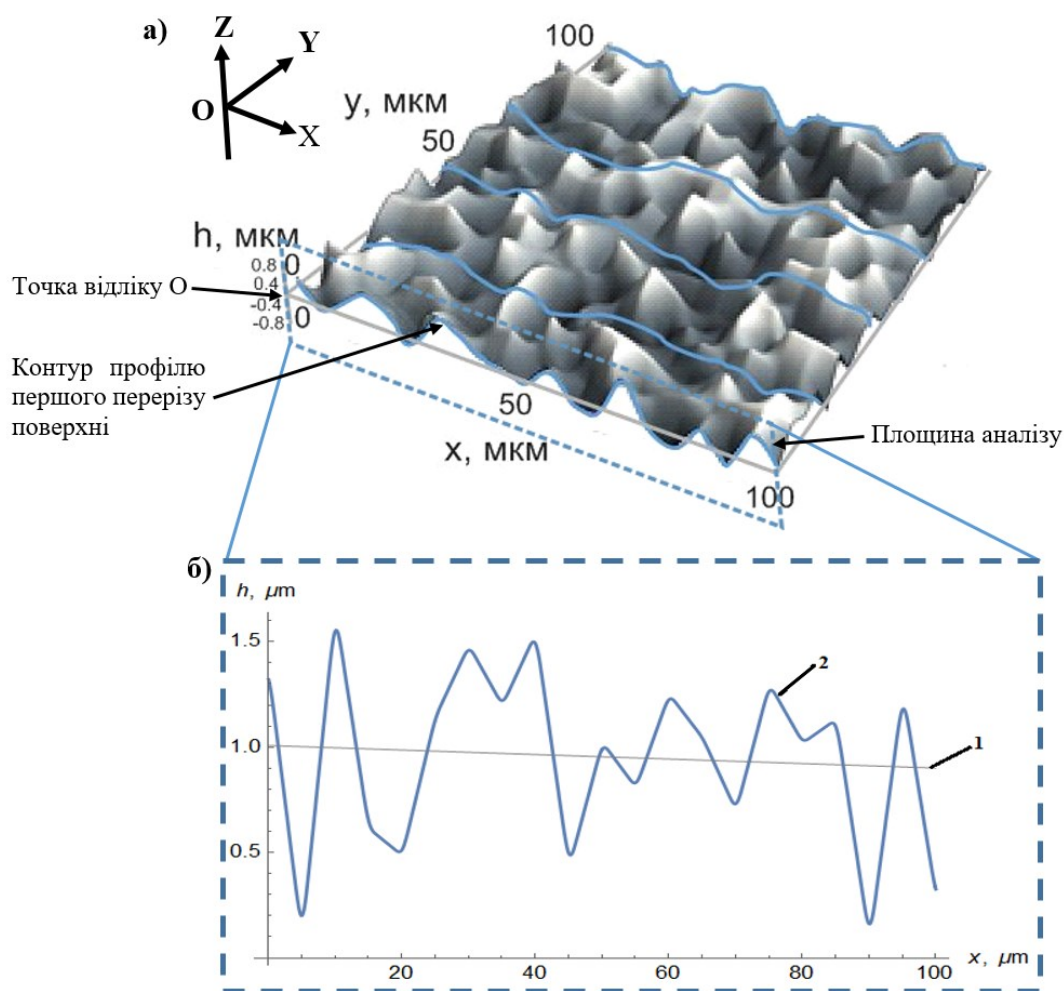 а)
Z
Y
O
X
100
y, мкм
50
h, мкм
0
0.8
0.4
-0.4
-0.8
0
Точка відліку О
Контур профілю
першого перерізу
поверхні
50
x, мкм
100
Площина аналізу
б)
h, μm
1.5
1.0
0.5
2
1
20
40
60
80
100
x, μm